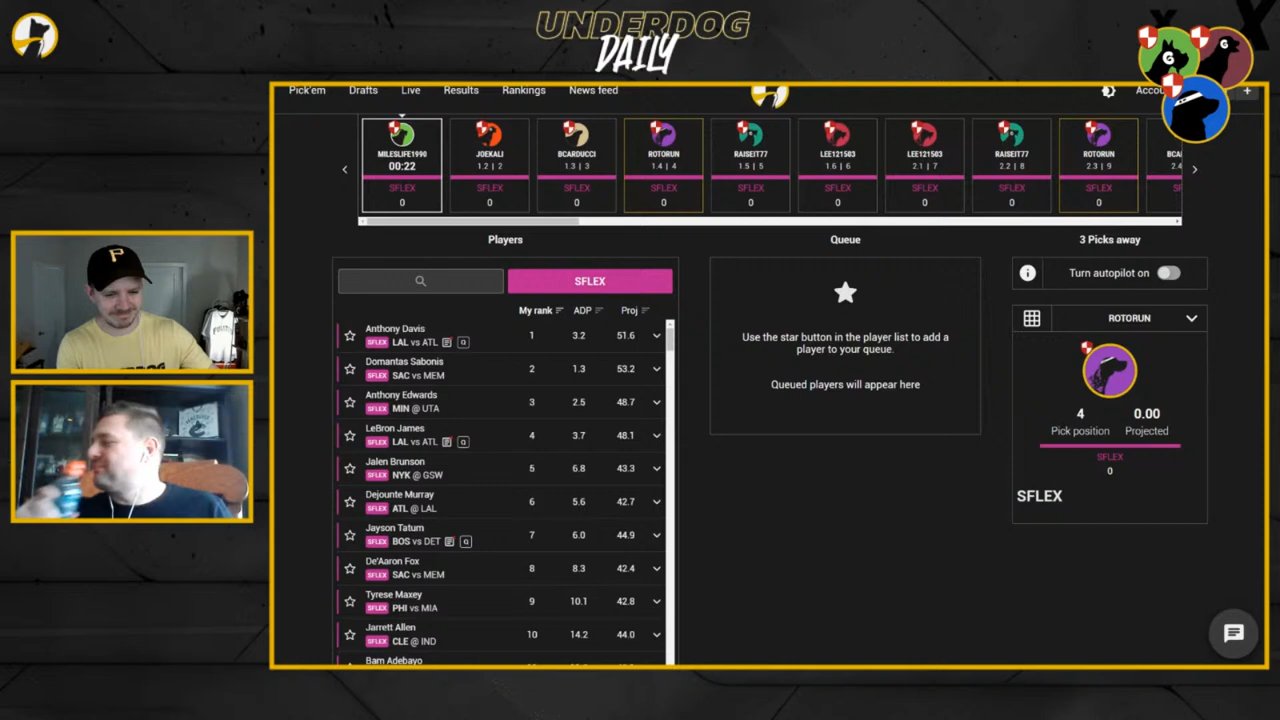 UNDERDOG
DAILY
Pick'em Drafts Live Results Rankings News feed
MILESLIFE1990 JOEKALI BCARDUCCI ROTORUN RAISEIT77 LEE121503 LEE121503 RAISEIT77 ROTORUN
00:22 1.2 | 2 1.3 | 3 1.4 | 4 1.5 | 5 1.6 | 6 2.1 | 7 2.2 | 8 2.3 | 9 2.4
SFLEX SFLEX SFLEX SFLEX SFLEX SFLEX SFLEX SFLEX SFLEX
0 0 0 0 0 0 0 0 0
Players Queue 3 Picks away
SFLEX
Turn autopilot on
My rank ADP Proj
ROTORUN
Anthony Davis
SFLEX LAL vs ATL Q 1 3.2 51.6
Domantas Sabonis
SFLEX SAC vs MEM 2 1.3 53.2
Anthony Edwards
SFLEX MIN @ UTA 3 2.5 48.7
LeBron James
SFLEX LAL vs ATL Q 4 3.7 48.1
Jalen Brunson
SFLEX NYK @ GSW 5 6.8 43.3
Dejounte Murray
SFLEX ATL @ LAL 6 5.6 42.7
Jayson Tatum
SFLEX BOS vs DET Q 7 6.0 44.9
De'Aaron Fox
SFLEX SAC vs MEM 8 8.3 42.4
Tyrese Maxey
SFLEX PHI vs MIA 9 10.1 42.8
Jarrett Allen
SFLEX CLE @ IND 10 14.2 44.0
Bam Adebayo
Use the star button in the player list to add a
player to your queue.
Queued players will appear here
4 0.00
Pick position Projected
SFLEX
0
SFLEX
P
G
G